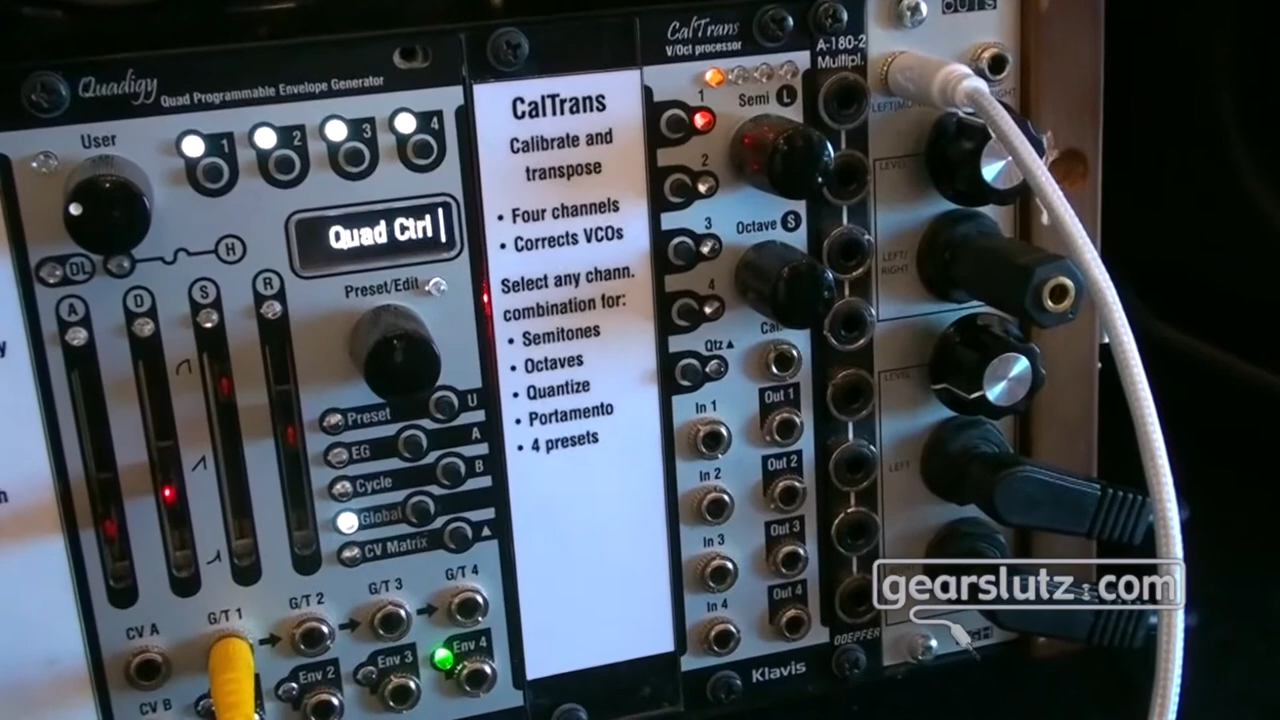 Quadigy Quad Programmable Envelope Generator
User
1
2
3
4
Quad Ctrl
DL
H
A
D
S
R
Preset/Edit
Preset
U
EG
A
Cycle
B
Global
CV Matrix
G/T 1
G/T 2
G/T 3
G/T 4
CV A
CV B
Env 2
Env 3
Env 4
CalTrans
Calibrate and
transpose
• Four channels
• Corrects VCOs
Select any chann.
combination for:
• Semitones
• Octaves
• Quantize
• Portamento
• 4 presets
CalTrans
V/Oct processor
1
Semi L
2
3
Octave S
4
Qtz
In 1
Out 1
In 2
Out 2
In 3
Out 3
In 4
Out 4
Klavis
A-180-2
Multipl.
DOEPFER
OUTS
LEVEL
LEFT/
RIGHT
LEVEL
LEFT
gearslutz.com